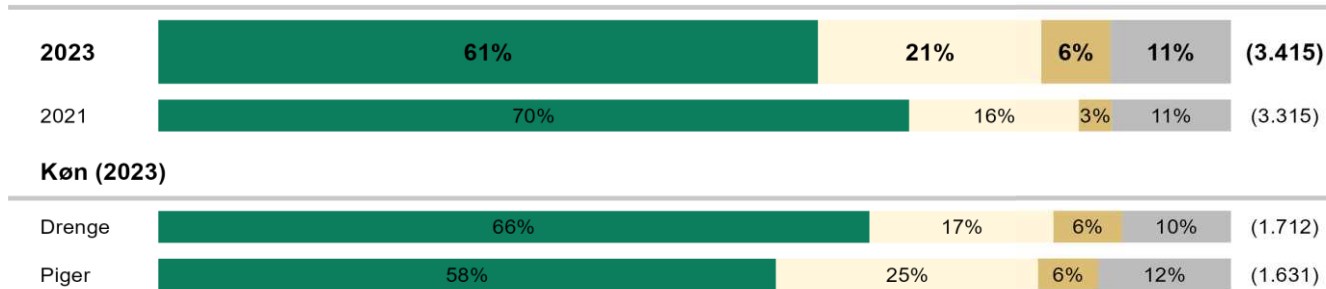 2023 61% 21% 6% 11% (3.415)
2021 70% 16% 3% 11% (3.315)
Køn (2023)
Drenge 66% 17% 6% 10% (1.712)
Piger 58% 25% 6% 12% (1.631)